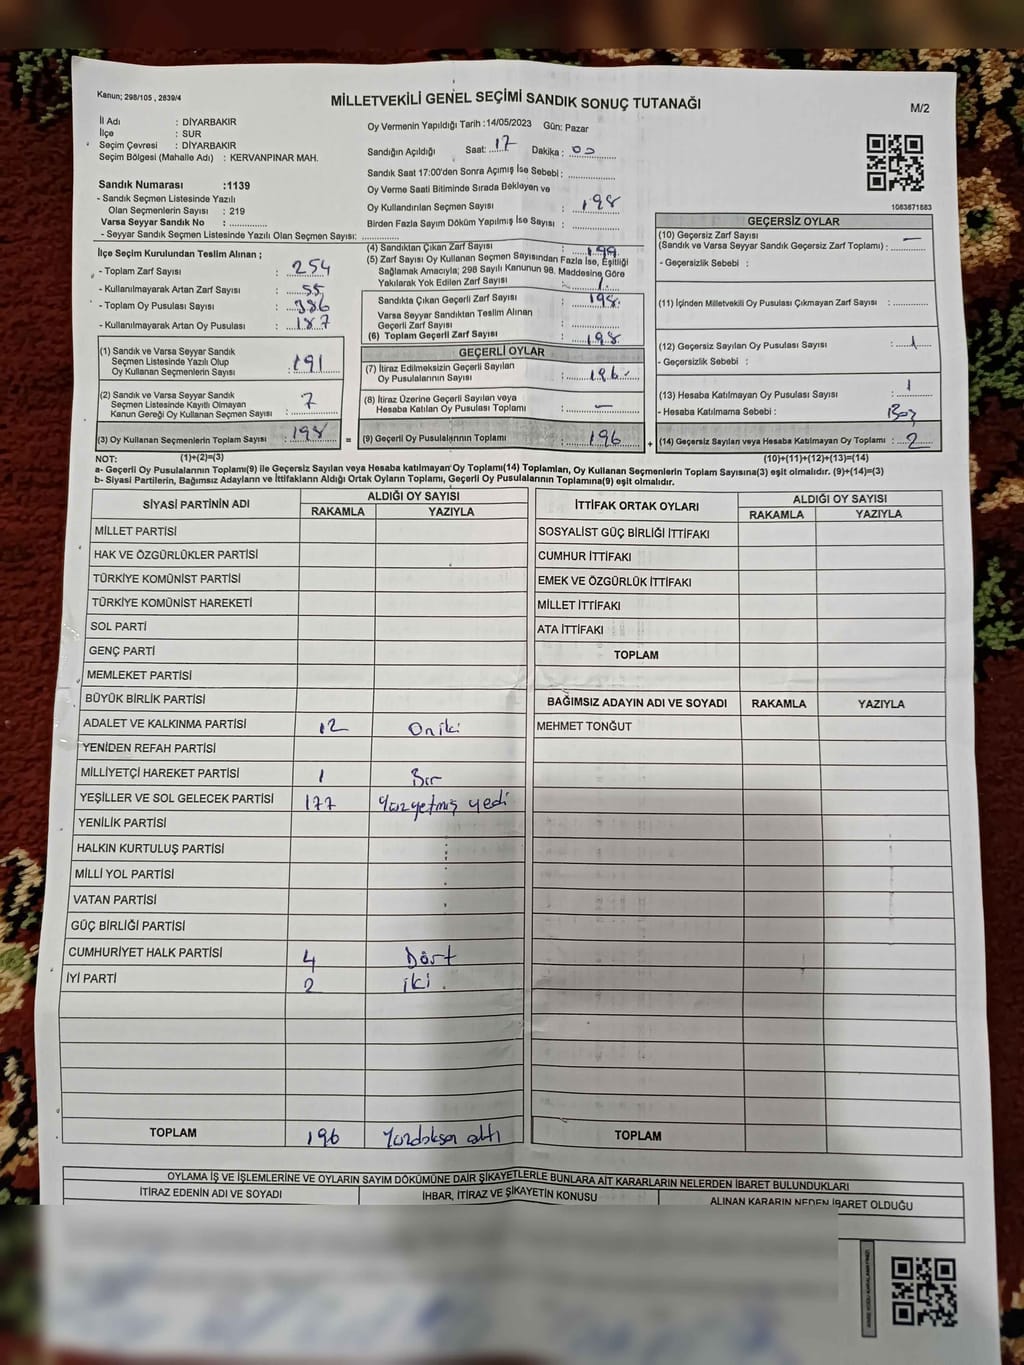 Kanun; 298/105 , 2839/4
MİLLETVEKİLİ GENEL SEÇİMİ SANDIK SONUÇ TUTANAĞI
M/2
İl Adı : DİYARBAKIR
İlçe : SUR
Seçim Çevresi : DİYARBAKIR
Seçim Bölgesi (Mahalle Adı) : KERVANPINAR MAH.
Oy Vermenin Yapıldığı Tarih :14/05/2023 Gün: Pazar
Sandığın Açıldığı Saat: 17 Dakika : 00
Sandık Saat 17:00'den Sonra Açımış İse Sebebi :
Oy Verme Saati Bitiminde Sırada Bekleyen ve
Oy Kullandırılan Seçmen Sayısı : 198
Birden Fazla Sayım Döküm Yapılmış İse Sayısı :
1083671883
Sandık Numarası :1139
- Sandık Seçmen Listesinde Yazılı
Olan Seçmenlerin Sayısı : 219
Varsa Seyyar Sandık No :
- Seyyar Sandık Seçmen Listesinde Yazılı Olan Seçmen Sayısı:
İlçe Seçim Kurulundan Teslim Alınan ;
- Toplam Zarf Sayısı : 254
- Kullanılmayarak Artan Zarf Sayısı : 55
- Toplam Oy Pusulası Sayısı : 386
- Kullanılmayarak Artan Oy Pusulası : 187
(1) Sandık ve Varsa Seyyar Sandık
Seçmen Listesinde Yazılı Olup
Oy Kullanan Seçmenlerin Sayısı : 191
(2) Sandık ve Varsa Seyyar Sandık
Seçmen Listesinde Kayıtlı Olmayan
Kanun Gereği Oy Kullanan Seçmen Sayısı : 7
(3) Oy Kullanan Seçmenlerin Toplam Sayısı : 198
(4) Sandıktan Çıkan Zarf Sayısı : 199
(5) Zarf Sayısı Oy Kullanan Seçmen Sayısından Fazla İse, Eşitliği
Sağlamak Amacıyla; 298 Sayılı Kanunun 98. Maddesine Göre
Yakılarak Yok Edilen Zarf Sayısı : 1
Sandıkta Çıkan Geçerli Zarf Sayısı : 198
Varsa Seyyar Sandıktan Teslim Alınan
Geçerli Zarf Sayısı :
(6) Toplam Geçerli Zarf Sayısı : 198
GEÇERLİ OYLAR
(7) İtiraz Edilmeksizin Geçerli Sayılan
Oy Pusulalarının Sayısı : 196
(8) İtiraz Üzerine Geçerli Sayılan veya
Hesaba Katılan Oy Pusulası Toplamı : —
= (9) Geçerli Oy Pusulalarının Toplamı : 196
GEÇERSİZ OYLAR
(10) Geçersiz Zarf Sayısı
(Sandık ve Varsa Seyyar Sandık Geçersiz Zarf Toplamı) : —
- Geçersizlik Sebebi :
(11) İçinden Milletvekili Oy Pusulası Çıkmayan Zarf Sayısı :
(12) Geçersiz Sayılan Oy Pusulası Sayısı : 1
- Geçersizlik Sebebi :
(13) Hesaba Katılmayan Oy Pusulası Sayısı : 1
- Hesaba Katılmama Sebebi : Boş
+ (14) Geçersiz Sayılan veya Hesaba Katılmayan Oy Toplamı : 2
NOT: (1)+(2)=(3)
(10)+(11)+(12)+(13)=(14)
a- Geçerli Oy Pusulalarının Toplamı(9) ile Geçersiz Sayılan veya Hesaba katılmayan Oy Toplamı(14) Toplamları, Oy Kullanan Seçmenlerin Toplam Sayısına(3) eşit olmalıdır. (9)+(14)=(3)
b- Siyasi Partilerin, Bağımsız Adayların ve İttifakların Aldığı Ortak Oyların Toplamı, Geçerli Oy Pusulalarının Toplamına(9) eşit olmalıdır.
SİYASİ PARTİNİN ADI ALDIĞI OY SAYISI
RAKAMLA YAZIYLA
MİLLET PARTİSİ
HAK VE ÖZGÜRLÜKLER PARTİSİ
TÜRKİYE KOMÜNİST PARTİSİ
TÜRKİYE KOMÜNİST HAREKETİ
SOL PARTİ
GENÇ PARTİ
MEMLEKET PARTİSİ
BÜYÜK BİRLİK PARTİSİ
ADALET VE KALKINMA PARTİSİ 12 Oniki
YENİDEN REFAH PARTİSİ
MİLLİYETÇİ HAREKET PARTİSİ 1 Bir
YEŞİLLER VE SOL GELECEK PARTİSİ 177 Yüzyetmiş yedi
YENİLİK PARTİSİ
HALKIN KURTULUŞ PARTİSİ
MİLLİ YOL PARTİSİ
VATAN PARTİSİ
GÜÇ BİRLİĞİ PARTİSİ
CUMHURİYET HALK PARTİSİ 4 Dört
İYİ PARTİ 2 iki
TOPLAM 196 Yüzdoksan altı
İTTİFAK ORTAK OYLARI ALDIĞI OY SAYISI
RAKAMLA YAZIYLA
SOSYALİST GÜÇ BİRLİĞİ İTTİFAKI
CUMHUR İTTİFAKI
EMEK VE ÖZGÜRLÜK İTTİFAKI
MİLLET İTTİFAKI
ATA İTTİFAKI
TOPLAM
BAĞIMSIZ ADAYIN ADI VE SOYADI RAKAMLA YAZIYLA
MEHMET TONĞUT
TOPLAM
OYLAMA İŞ VE İŞLEMLERİNE VE OYLARIN SAYIM DÖKÜMÜNE DAİR ŞİKAYETLERLE BUNLARA AİT KARARLARIN NELERDEN İBARET BULUNDUKLARI
İTİRAZ EDENİN ADI VE SOYADI İHBAR, İTİRAZ VE ŞİKAYETİN KONUSU ALINAN KARARIN NEDEN İBARET OLDUĞU